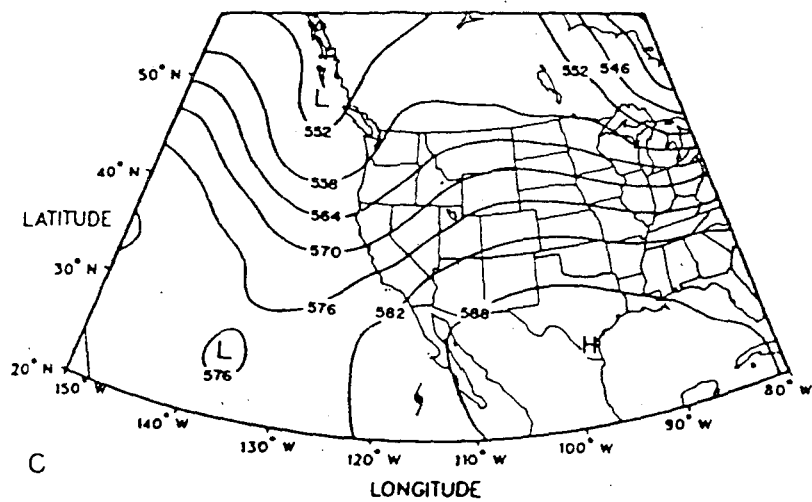 50° N
552
546
L
552
40° N
558
564
LATITUDE
570
30° N
576
582
588
L
H
576
20° N
150° W
80° W
140° W
90° W
130° W
120° W
110° W
100° W
C
LONGITUDE